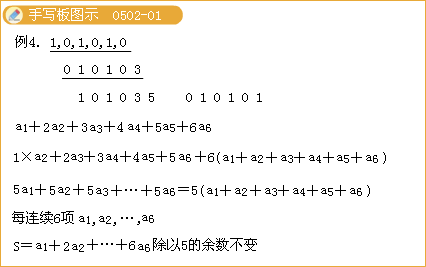 手写板图示 0502-01
例4. 1,0,1,0,1,0
0 1 0 1 0 3
1 0 1 0 3 5 0 1 0 1 0 1
a₁+2a₂+3a₃+4a₄+5a₅+6a₆
1×a₂+2a₃+3a₄+4a₅+5a₆+6(a₁+a₂+a₃+a₄+a₅+a₆)
5a₁+5a₂+5a₃+⋯+5a₆=5(a₁+a₂+a₃+a₄+a₅+a₆)
每连续6项 a₁,a₂,⋯,a₆
S=a₁+2a₂+⋯+6a₆除以5的余数不变